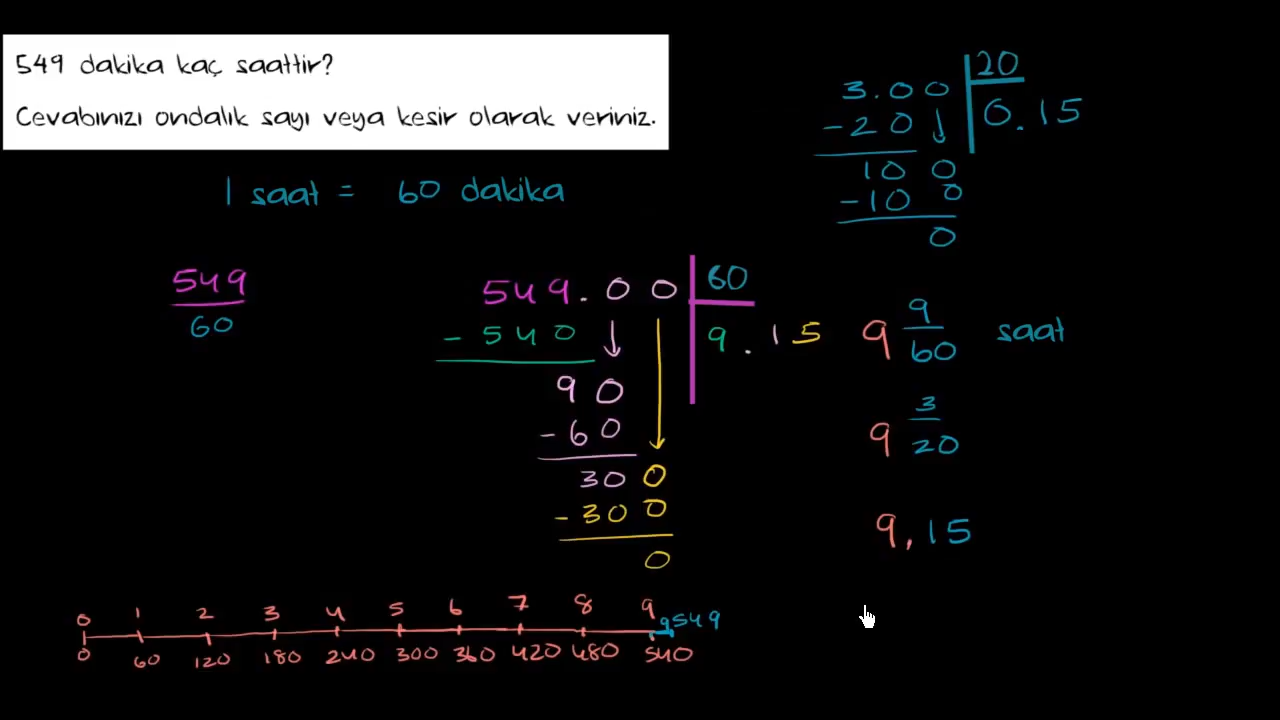 549 dakika kaç saattir?
Cevabınızı ondalık sayı veya kesir olarak veriniz.
1 saat = 60 dakika
3.00 20
-20 0.15
100
-100
0
549
60
549.00 60
-540 9.15
90
-60
300
-300
0
9 9/60 saat
9 3/20
9,15
0 1 2 3 4 5 6 7 8 9 9 549
0 60 120 180 240 300 360 420 480 540